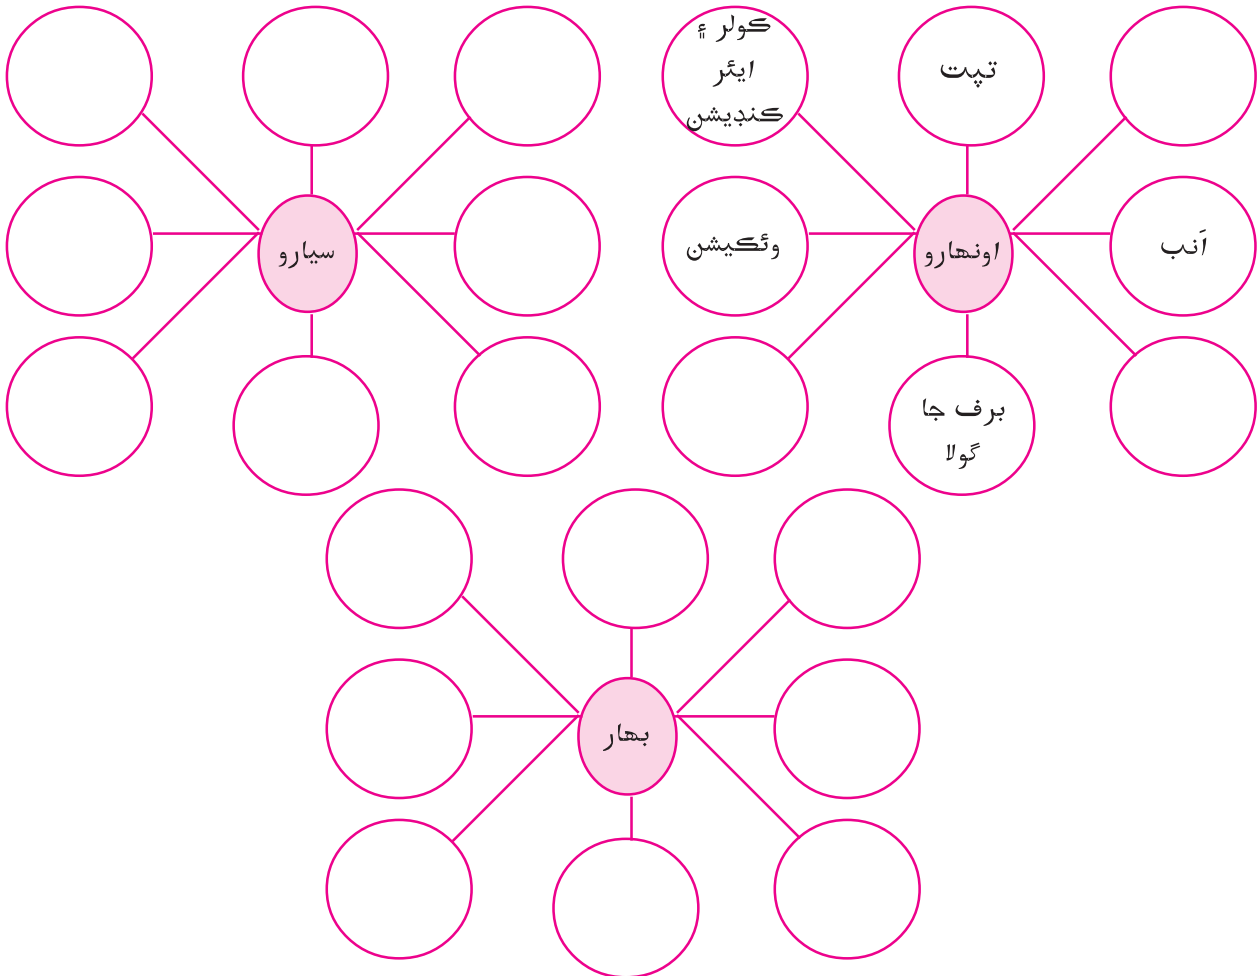 ڪولر ۽
ايئر
ڪنڊيشن
تپت
وئڪيشن
اونهارو
اَنب
برف جا
گولا
سيارو
بهار